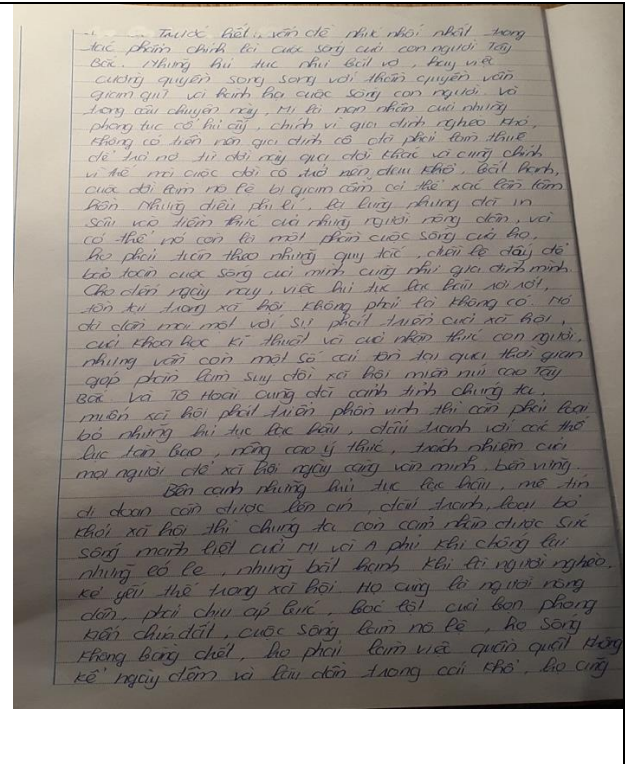 Trước hết, vấn đề nhức nhối nhất trong
tác phẩm chính là cuộc sống của con người Tây
Bắc. Những hủ tục như bắt vợ, hay việc
cường quyền song song với thần quyền vẫn
giam giữ và hành hạ cuộc sống con người. Và
trong câu chuyện này, Mị là nạn nhân của những
phong tục cổ hủ ấy, chính vì gia đình nghèo khó,
không có tiền nên gia đình cô đã phải làm thuê
để trả nợ từ đời này qua đời khác và cũng chính
vì thế mà cuộc đời cô trở nên đau khổ, bất hạnh,
cuộc đời làm nô lệ bị giam cầm cả thể xác lẫn tâm
hồn. Những điều phi lí, lạ lùng nhưng đã in
sâu vào tiềm thức của những người nông dân, và
có thể nó còn là một phần cuộc sống của họ,
họ phải tuân theo những quy tắc, điều lệ đấy để
bảo toàn cuộc sống của mình cũng như gia đình mình.
Cho đến ngày nay, việc hủ tục lạc hậu rơi rớt,
tồn tại trong xã hội không phải là không có. Nó
đã dần mai một với sự phát triển của xã hội,
của khoa học kĩ thuật và của nhận thức con người,
nhưng vẫn còn một số cái tồn tại qua thời gian
góp phần làm suy đồi xã hội miền núi cao Tây
Bắc. Và Tô Hoài cũng đã cảnh tỉnh chúng ta,
muốn xã hội phát triển phồn vinh thì cần phải loại
bỏ những hủ tục lạc hậu, đấu tranh với các thế
lực tàn bạo, nâng cao ý thức, trách nhiệm của
mọi người để xã hội ngày càng văn minh, bền vững.
Bên cạnh những hủ tục lạc hậu, mê tín
dị đoan cần được lên án, đấu tranh, loại bỏ
khỏi xã hội thì chúng ta còn cảm nhận được sức
sống mãnh liệt của Mị và A Phủ khi chống lại
những lẽ, những bất hạnh khi là người nghèo,
kẻ yếu thế trong xã hội. Họ cũng là người nông
dân, phải chịu áp bức, bóc lột của bọn phong
kiến chúa đất, cuộc sống làm nô lệ, họ sống
không bằng chết, họ phải làm việc quần quật không
kể ngày đêm và lâu dần trong cái khổ, họ cũng